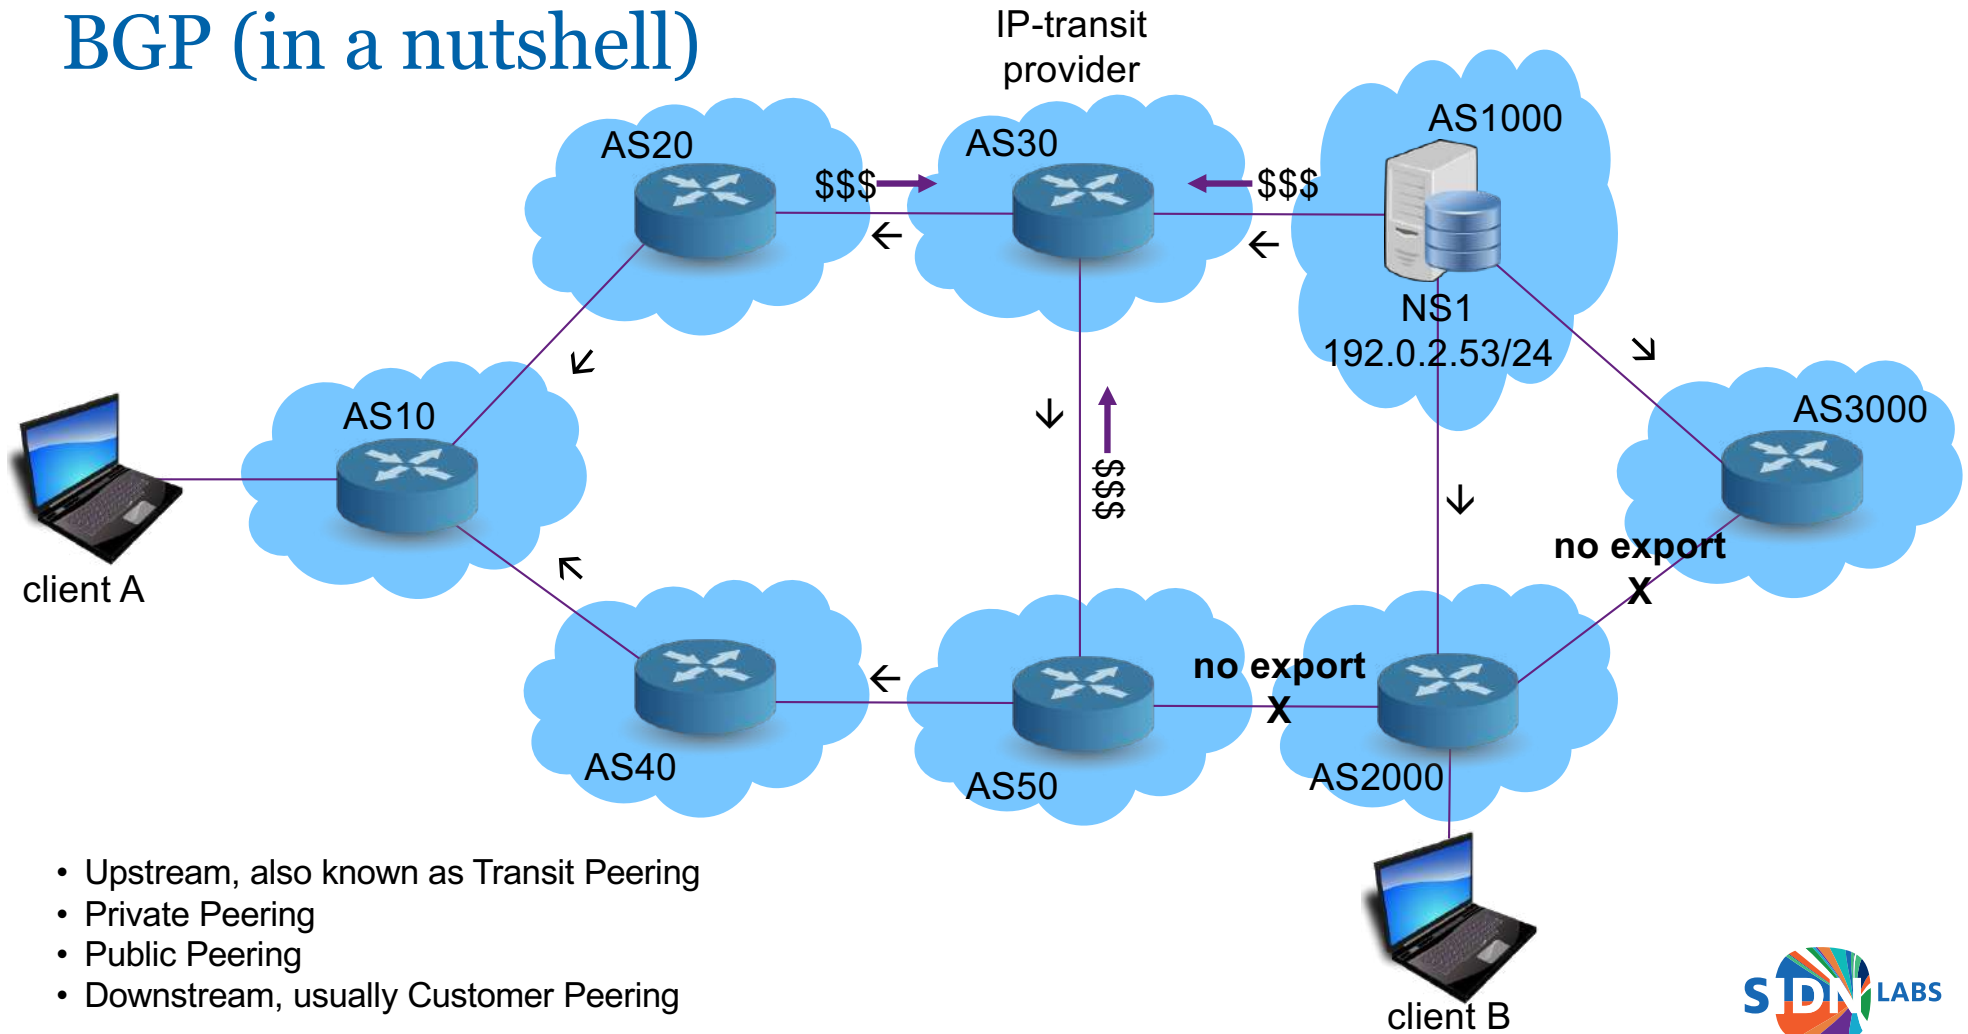 BGP (in a nutshell)
IP-transit
provider
AS20
AS30
AS1000
$$$
$$$
NS1
192.0.2.53/24
AS10
AS3000
$$$
client A
no export
X
no export
X
AS40
AS50
AS2000
• Upstream, also known as Transit Peering
• Private Peering
• Public Peering
• Downstream, usually Customer Peering
client B
SIDN LABS